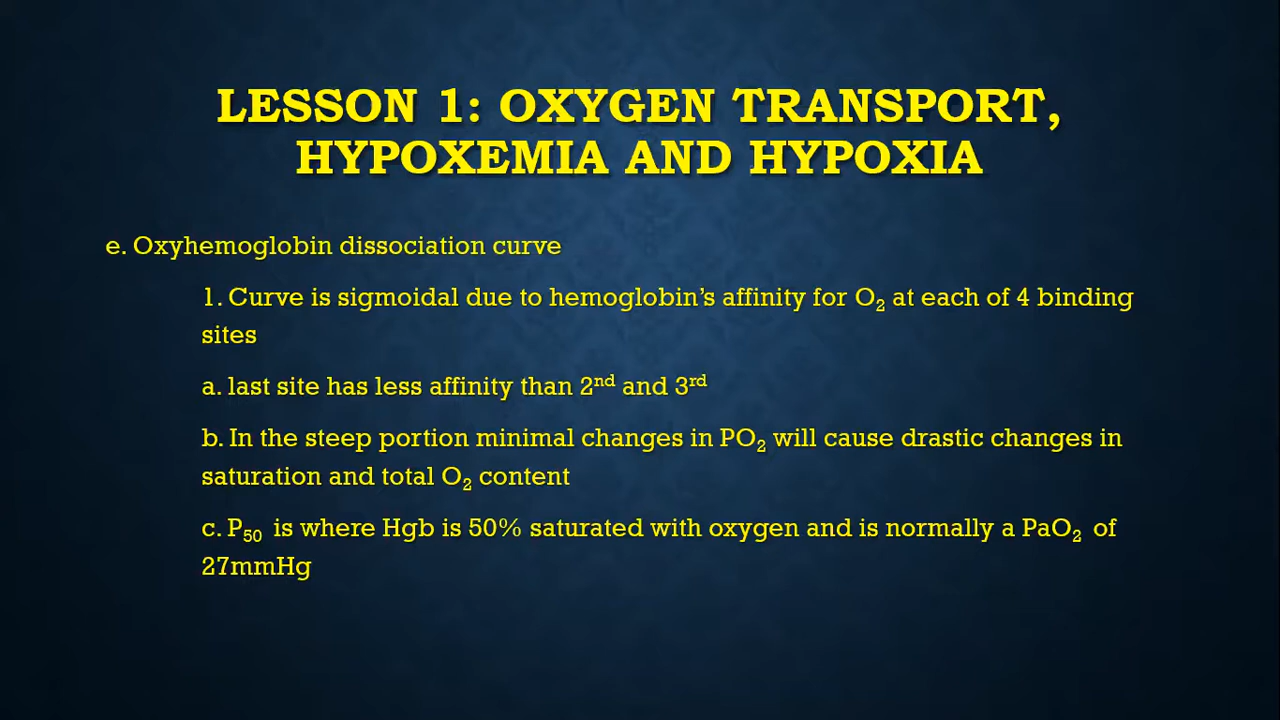 LESSON 1: OXYGEN TRANSPORT,
HYPOXEMIA AND HYPOXIA
e. Oxyhemoglobin dissociation curve
1. Curve is sigmoidal due to hemoglobin’s affinity for O₂ at each of 4 binding
sites
a. last site has less affinity than 2ⁿᵈ and 3ʳᵈ
b. In the steep portion minimal changes in PO₂ will cause drastic changes in
saturation and total O₂ content
c. P₅₀ is where Hgb is 50% saturated with oxygen and is normally a PaO₂ of
27mmHg